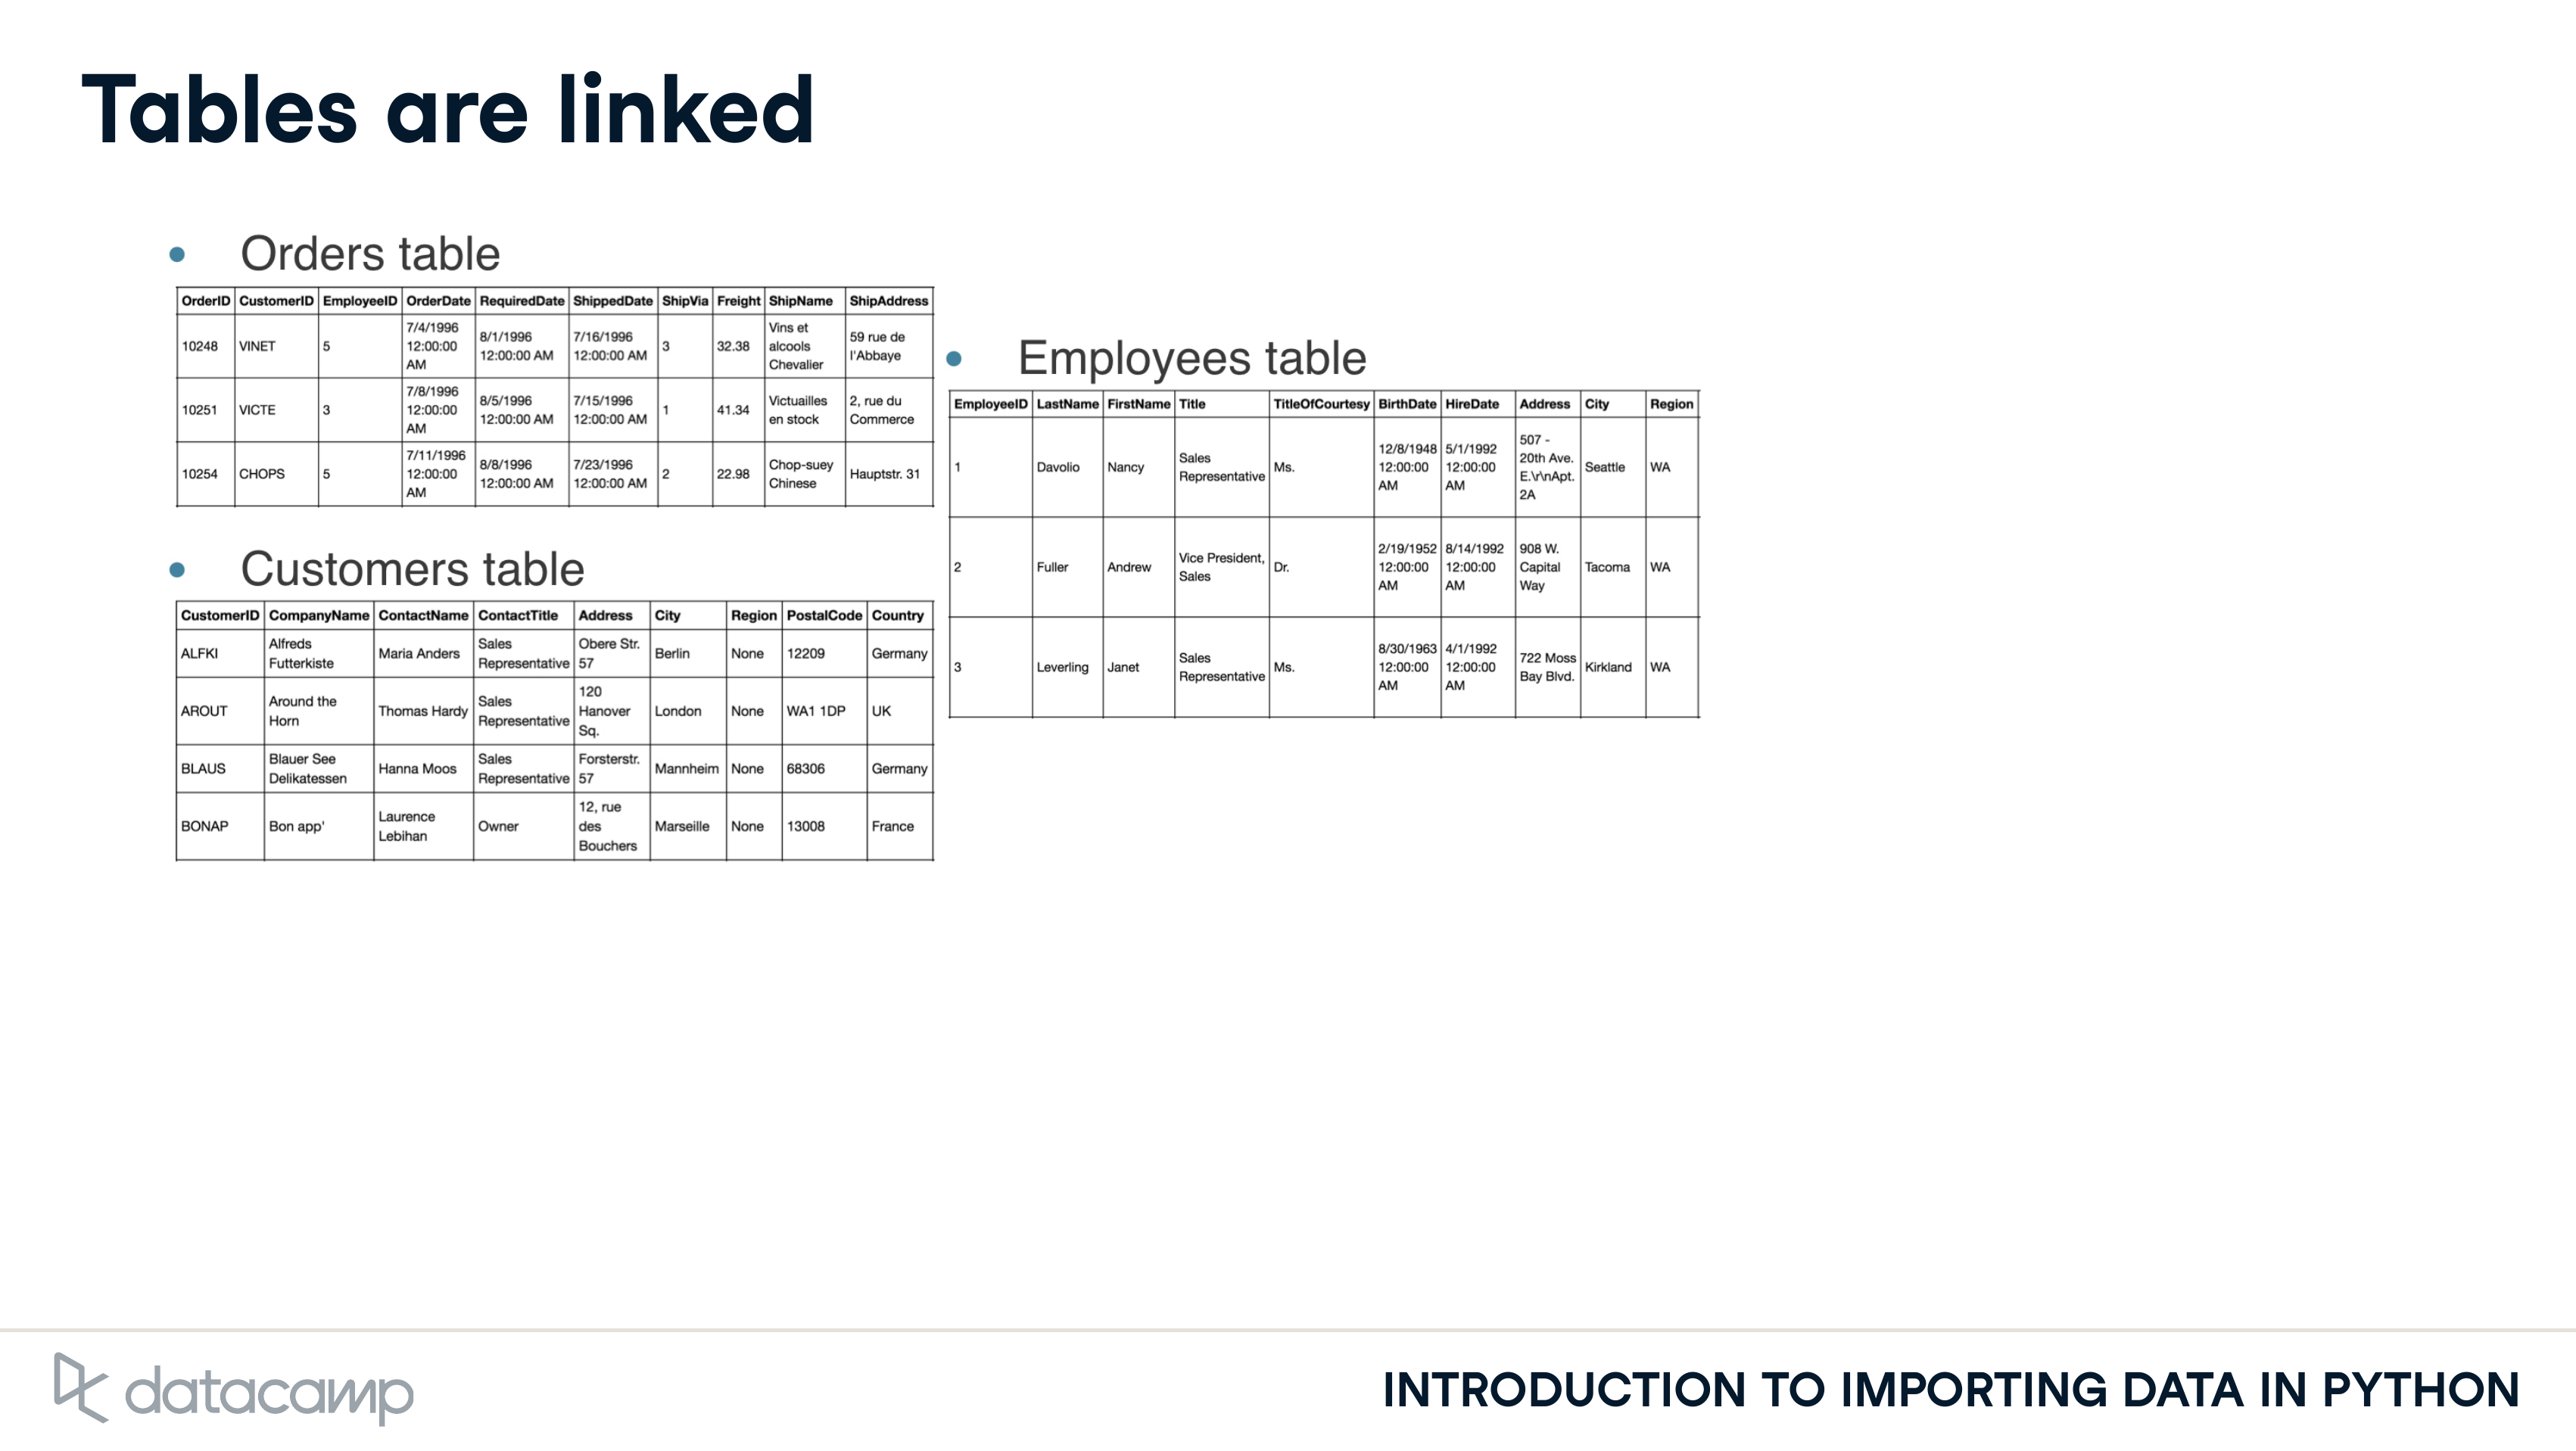 Tables are linked
Orders table
OrderID CustomerID EmployeeID OrderDate RequiredDate ShippedDate ShipVia Freight ShipName ShipAddress
10248 VINET 5 7/4/1996 12:00:00 AM 8/1/1996 12:00:00 AM 7/16/1996 12:00:00 AM 3 32.38 Vins et alcools Chevalier 59 rue de l'Abbaye
10251 VICTE 3 7/8/1996 12:00:00 AM 8/5/1996 12:00:00 AM 7/15/1996 12:00:00 AM 1 41.34 Victuailles en stock 2, rue du Commerce
10254 CHOPS 5 7/11/1996 12:00:00 AM 8/8/1996 12:00:00 AM 7/23/1996 12:00:00 AM 2 22.98 Chop-suey Chinese Hauptstr. 31
Customers table
CustomerID CompanyName ContactName ContactTitle Address City Region PostalCode Country
ALFKI Alfreds Futterkiste Maria Anders Sales Representative Obere Str. 57 Berlin None 12209 Germany
AROUT Around the Horn Thomas Hardy Sales Representative 120 Hanover Sq. London None WA1 1DP UK
BLAUS Blauer See Delikatessen Hanna Moos Sales Representative Forsterstr. 57 Mannheim None 68306 Germany
BONAP Bon app' Laurence Lebihan Owner 12, rue des Bouchers Marseille None 13008 France
Employees table
EmployeeID LastName FirstName Title TitleOfCourtesy BirthDate HireDate Address City Region
1 Davolio Nancy Sales Representative Ms. 12/8/1948 12:00:00 AM 5/1/1992 12:00:00 AM 507 - 20th Ave. E.\r\nApt. 2A Seattle WA
2 Fuller Andrew Vice President, Sales Dr. 2/19/1952 12:00:00 AM 8/14/1992 12:00:00 AM 908 W. Capital Way Tacoma WA
3 Leverling Janet Sales Representative Ms. 8/30/1963 12:00:00 AM 4/1/1992 12:00:00 AM 722 Moss Bay Blvd. Kirkland WA
datacamp
INTRODUCTION TO IMPORTING DATA IN PYTHON